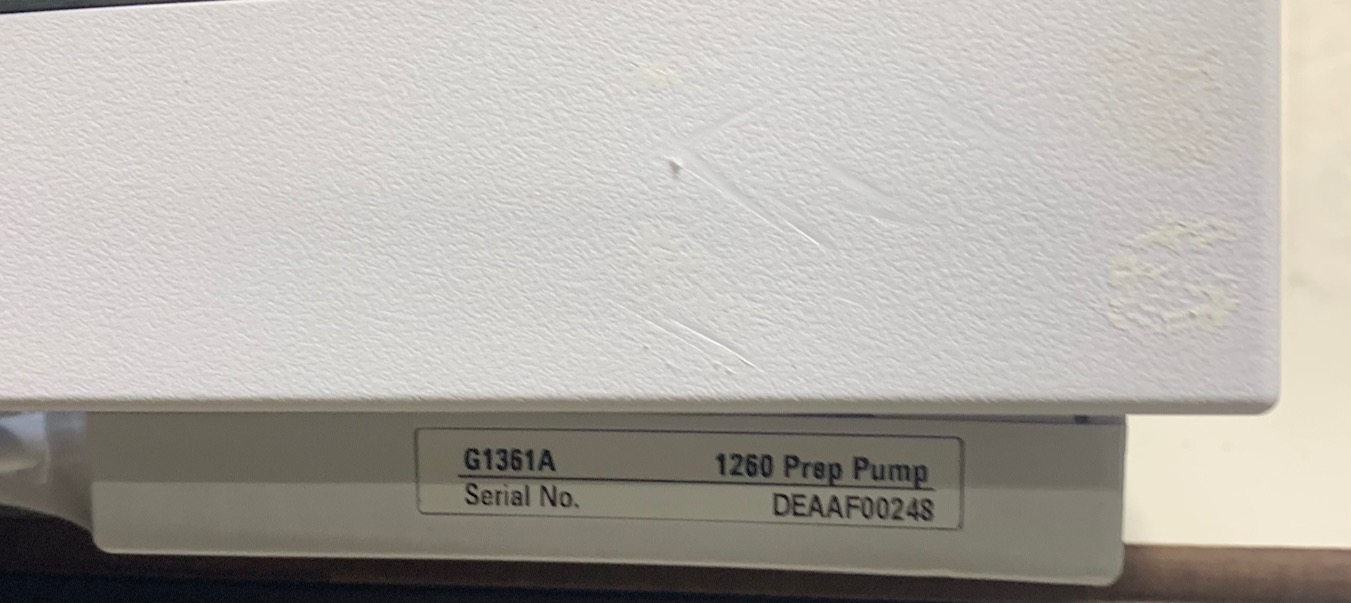 G1361A 1260 Prep Pump
Serial No. DEAAF00248